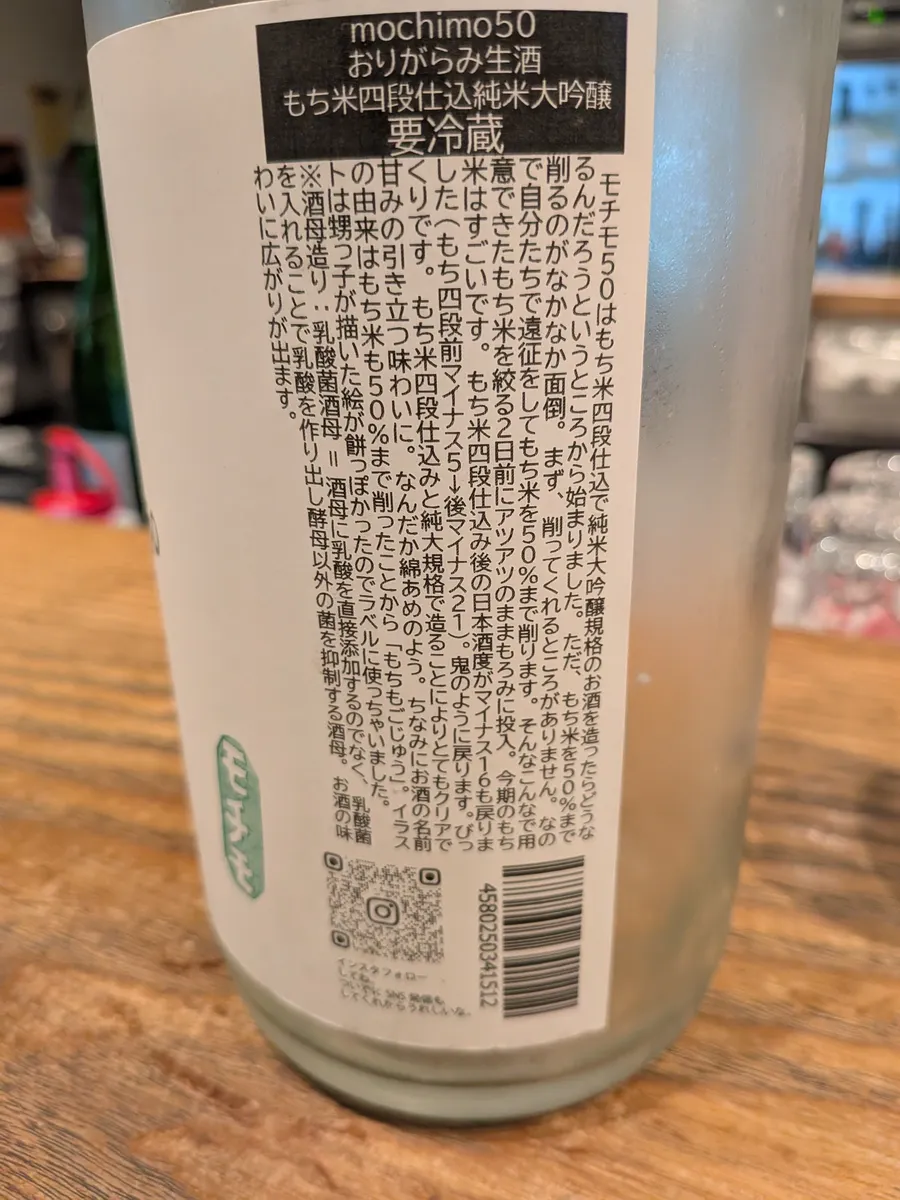 mochimo50
おりがらみ生酒
もち米四段仕込純米大吟醸
要冷蔵
モチモ50はもち米四段仕込で純米大吟醸規格のお酒を造ったらどうな
るんだろうというところから始まりました。ただ、もち米を50%まで
削るのがなかなか面倒。まず、削ってくれるところがありません。なの
で自分たちで遠征をしてもち米を50%まで削ります。そんなこんなで用
意できたもち米を絞る2日前にアツアツのままもろみに投入。今期のもち
米はすごいです。もち米四段仕込み後の日本酒度がマイナス16も戻りま
した(もち四段前マイナス5↓後マイナス21)。鬼のように戻ります。びっ
くりです。もち米四段仕込みと純大規格で造ることによりとてもクリアで
甘みの引き立つ味わいに。なんだか綿あめのよう。ちなみにお酒の名前
の由来はもち米も50%まで削ったことから「もちもごじゅう」。イラス
トは甥っ子が描いた絵が餅っぽかったのでラベルに使っちゃいました。
※酒母造り:乳酸菌酒母=酒母に乳酸を直接添加するのでなく、乳酸菌
を入れることで乳酸を作り出し酵母以外の菌を抑制する酒母。お酒の味
わいに広がりが出ます。
モチモ
4580250341512
インスタフォロー
してね。
ついでに SNS 発信も
してくれたらうれしいな。